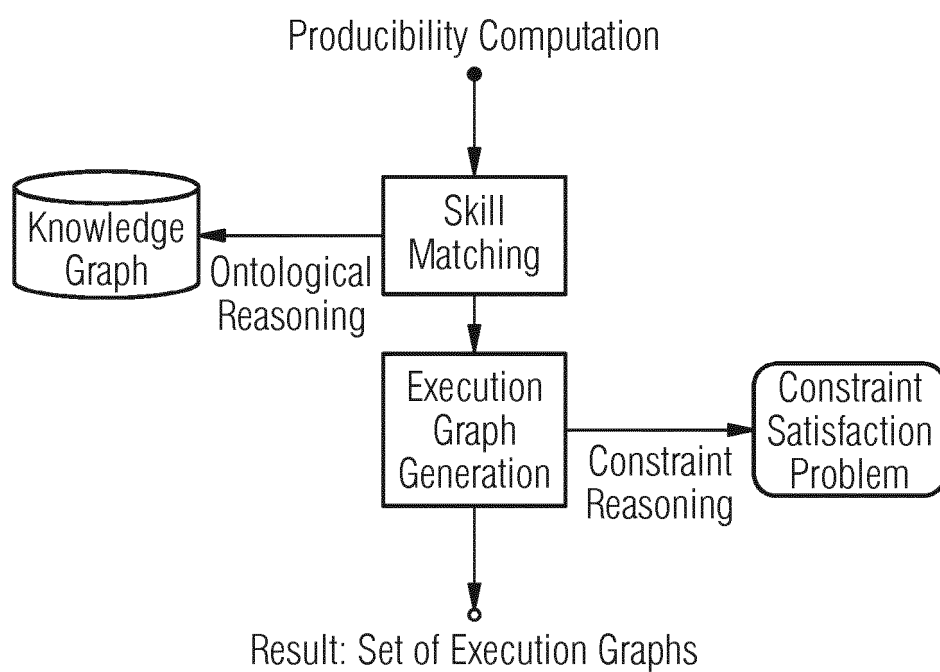 Producibility Computation
Skill
Matching
Knowledge
Graph
Ontological
Reasoning
Execution
Graph
Generation
Constraint
Reasoning
Constraint
Satisfaction
Problem
Result: Set of Execution Graphs